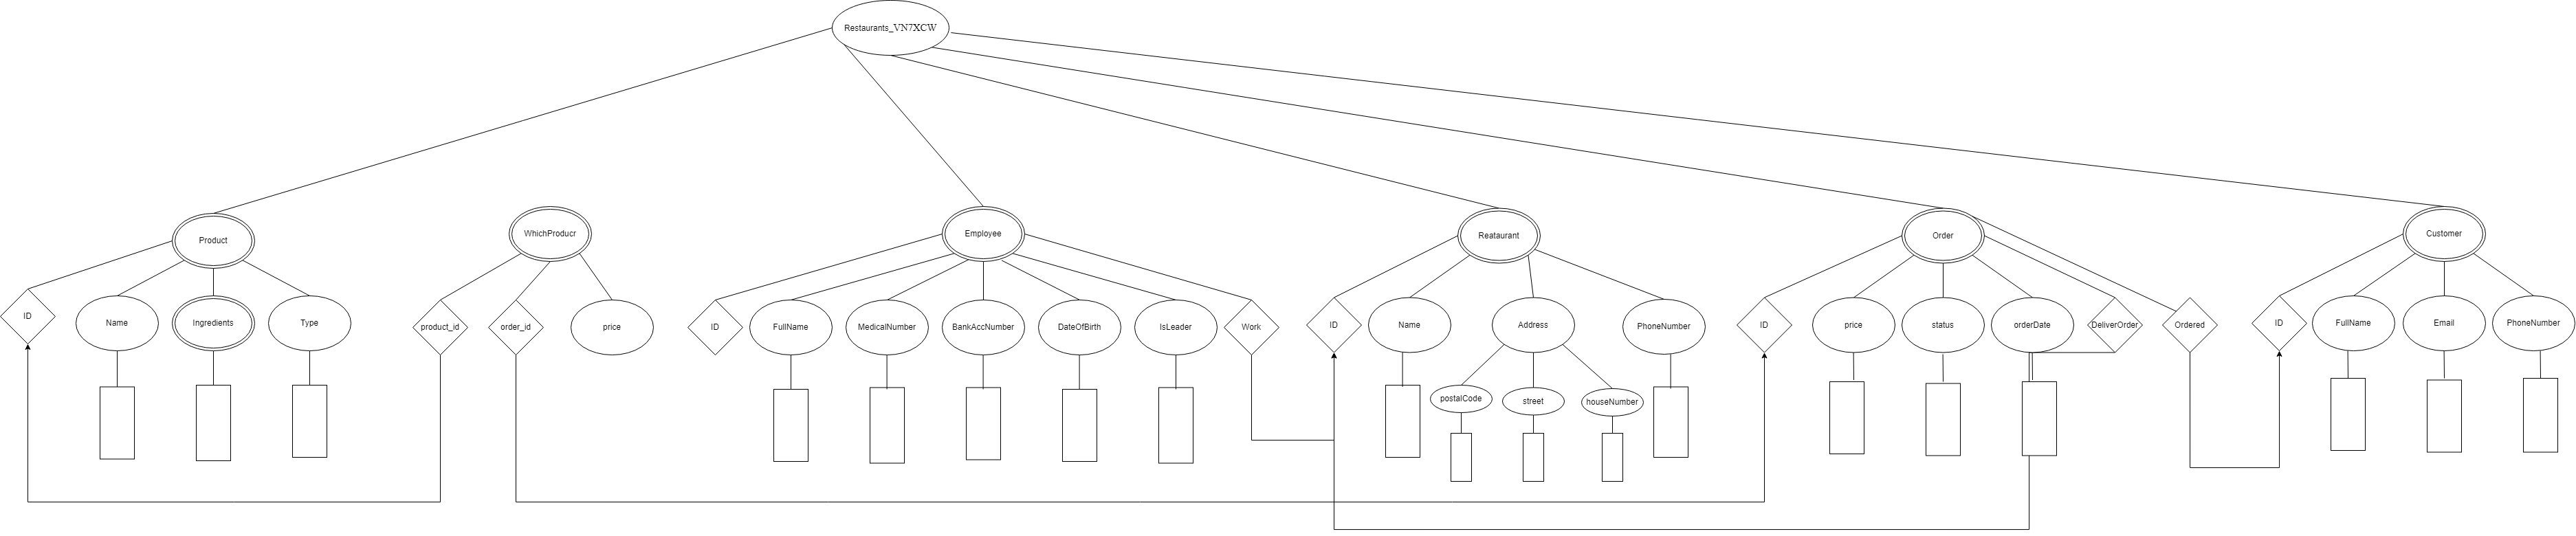 Restaurants_VN7XCW
Product
WhichProducr
Employee
Reataurant
Order
Customer
ID
Name
Ingredients
Type
product_id
order_id
price
ID
FullName
MedicalNumber
BankAccNumber
DateOfBirth
IsLeader
Work
ID
Name
Address
PhoneNumber
ID
price
status
orderDate
DeliverOrder
Ordered
ID
FullName
Email
PhoneNumber
postalCode
street
houseNumber